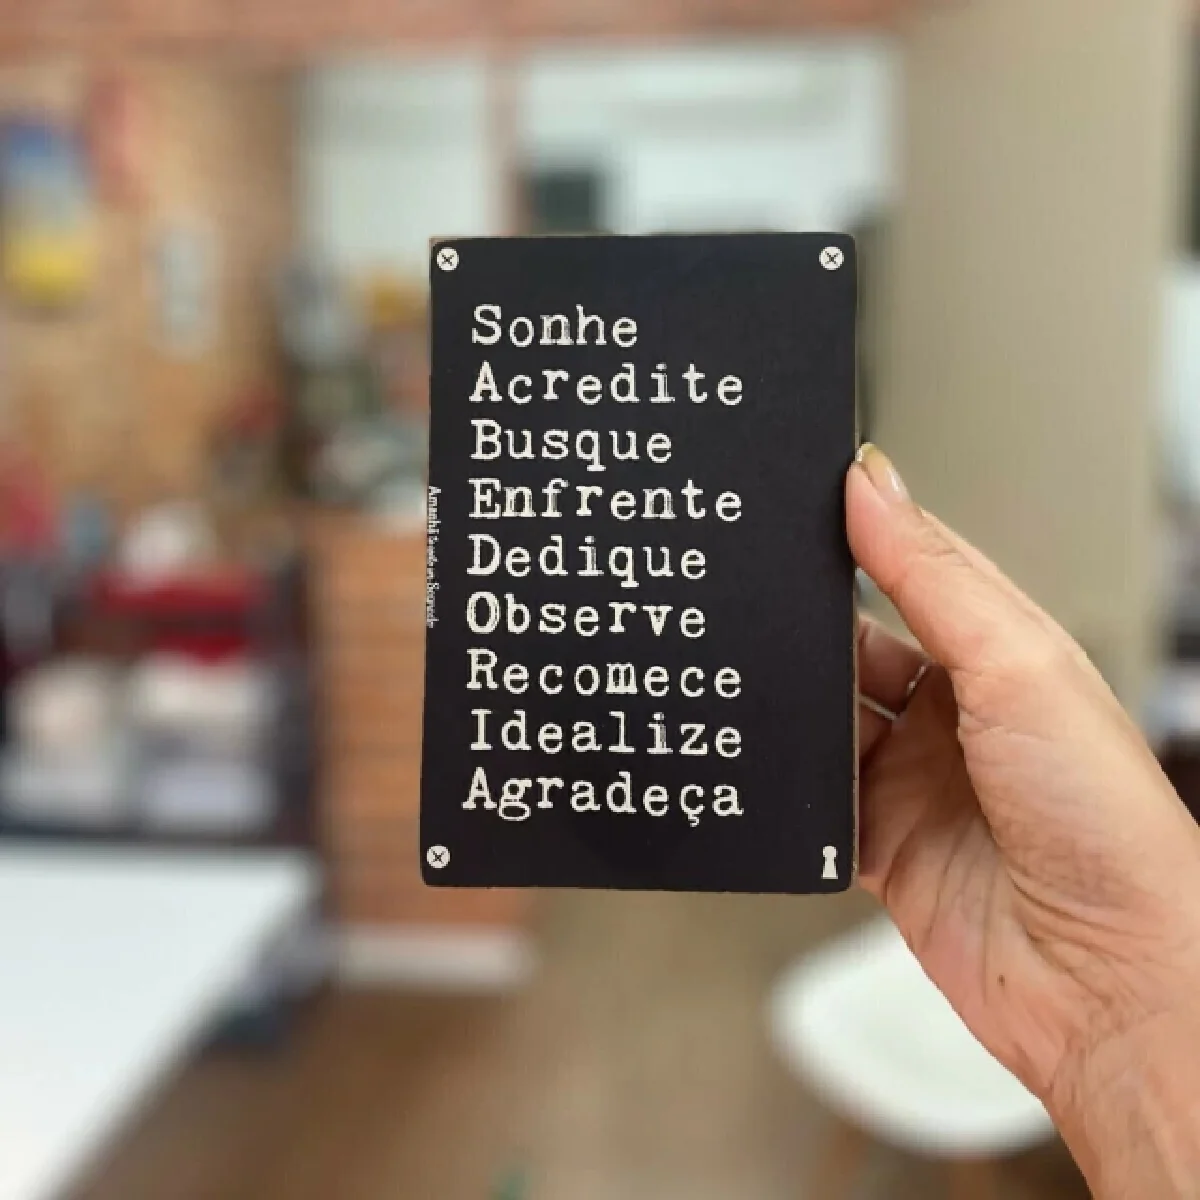 Sonhe
Acredite
Busque
Enfrente
Dedique
Observe
Recomece
Idealize
Agradeça